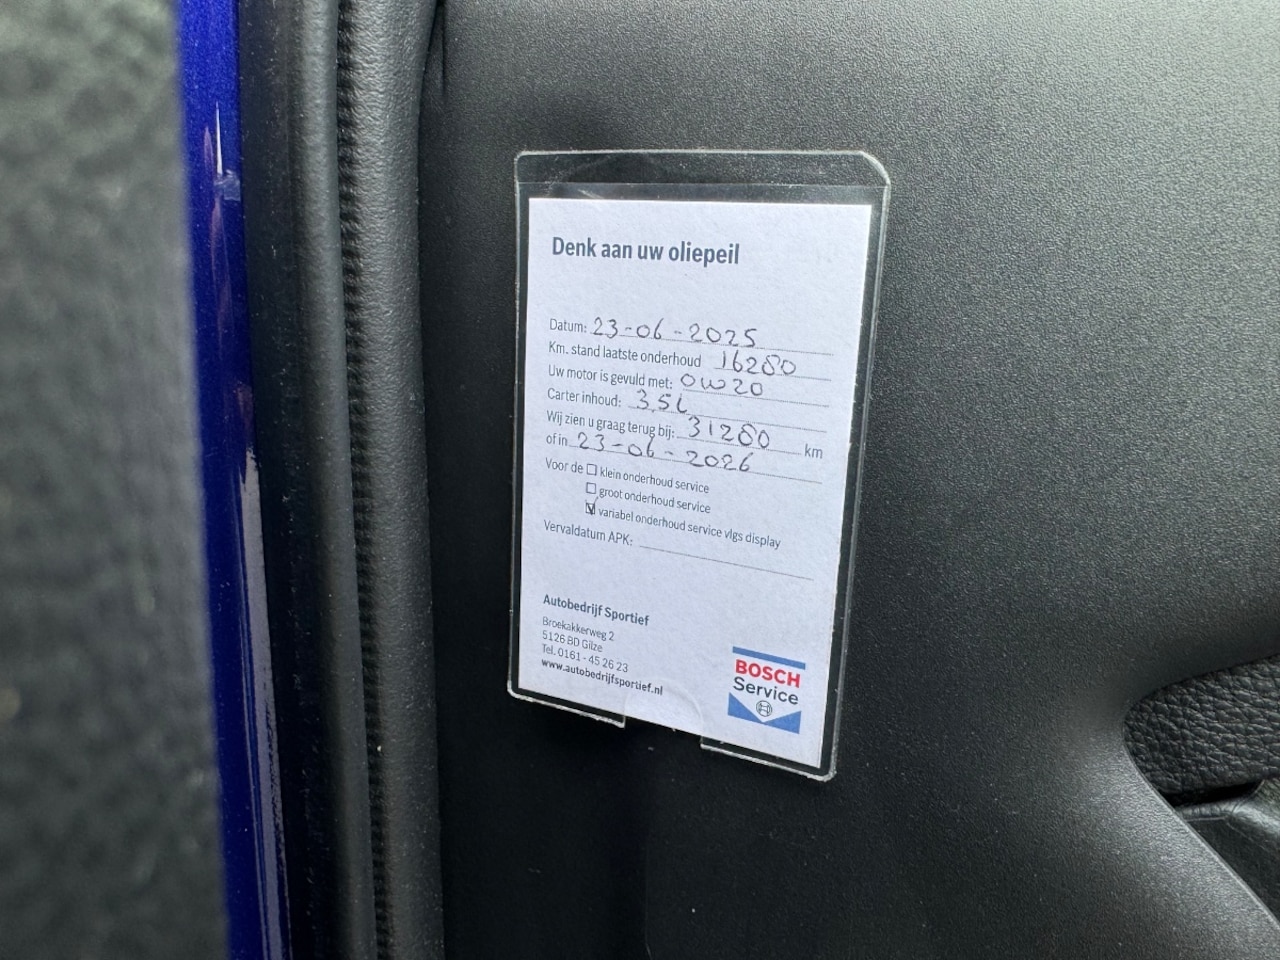 Denk aan uw oliepeil
Datum: 23-06-2025
Km. stand laatste onderhoud 16280
Uw motor is gevuld met: 0W20
Carter inhoud: 3,5L
Wij zien u graag terug bij: 31280 km
of in 23-06-2026
Voor de klein onderhoud service
groot onderhoud service
variabel onderhoud service vlgs display
Vervaldatum APK:
Autobedrijf Sportief
Broekakkerweg 2
5126 BD Gilze
Tel. 0161 - 45 26 23
www.autobedrijfsportief.nl
BOSCH
Service